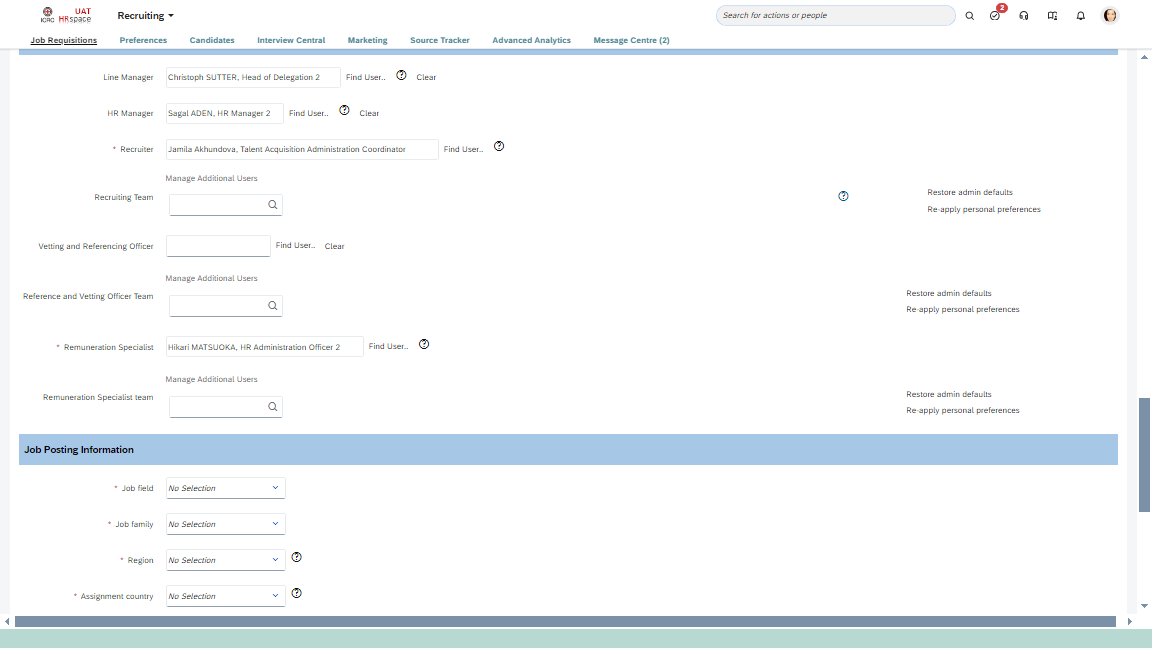 ICRC UAT HRspace Recruiting Search for actions or people 2
Job Requisitions Preferences Candidates Interview Central Marketing Source Tracker Advanced Analytics Message Centre (2)
Line Manager Christoph SUTTER, Head of Delegation 2 Find User.. ? Clear
HR Manager Sagal ADEN, HR Manager 2 Find User.. ? Clear
* Recruiter Jamila Akhundova, Talent Acquisition Administration Coordinator Find User.. ?
Manage Additional Users
Recruiting Team ? Restore admin defaults
Re-apply personal preferences
Vetting and Referencing Officer Find User.. Clear
Manage Additional Users
Reference and Vetting Officer Team Restore admin defaults
Re-apply personal preferences
* Remuneration Specialist Hikari MATSUOKA, HR Administration Officer 2 Find User.. ?
Manage Additional Users
Remuneration Specialist team Restore admin defaults
Re-apply personal preferences
Job Posting Information
* Job field No Selection
* Job family No Selection
* Region No Selection ?
* Assignment country No Selection ?